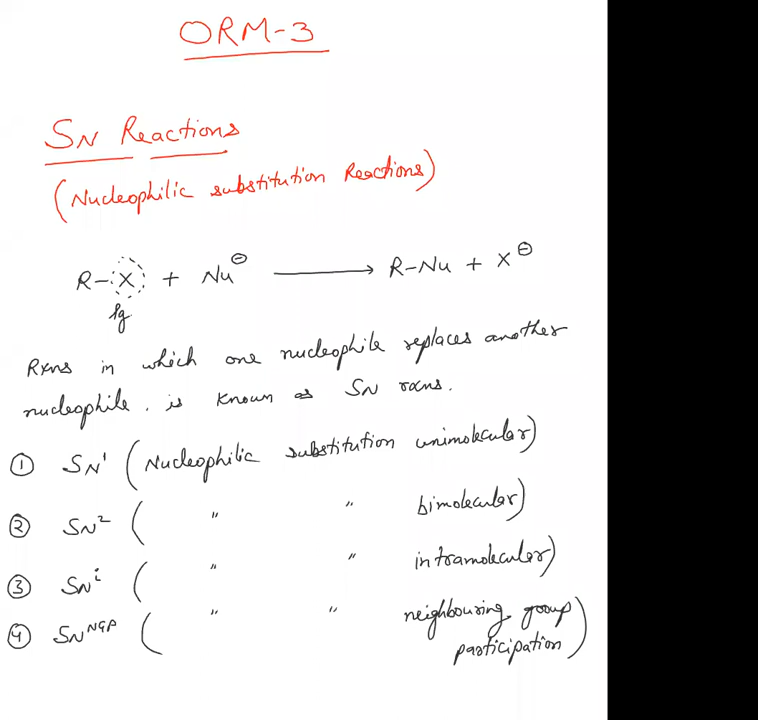 ORM-3
SN Reactions
(Nucleophilic substitution Reactions)
R-X + Nu⊖ ⟶ R-Nu + X⊖
lg
Rxns in which one nucleophile replaces another
nucleophile. is known as SN rxns.
① SN¹ (Nucleophilic substitution unimolecular)
② SN² ( " " bimolecular)
③ SNⁱ ( " " intramolecular)
④ SN^NGP ( " " neighbouring group
participation)